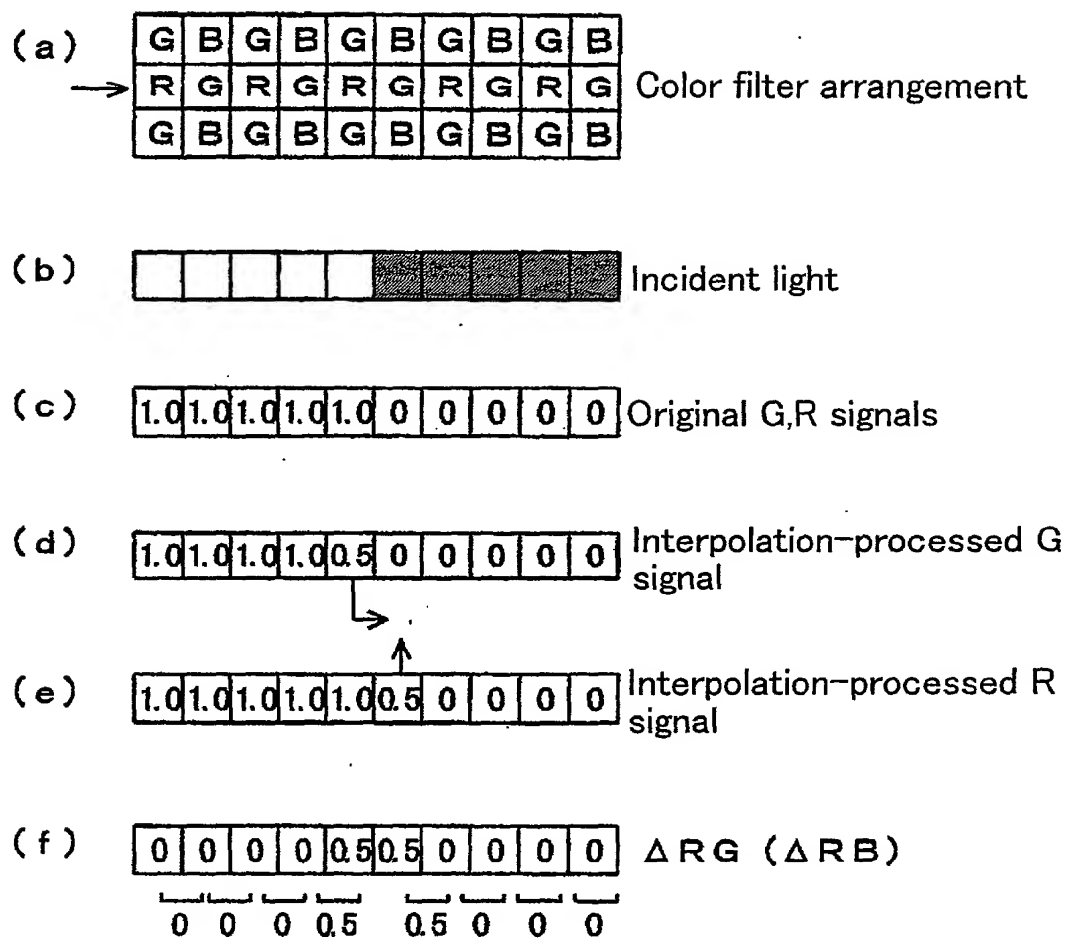 (a)
G B G B G B G B G B
R G R G R G R G R G
Color filter arrangement
G B G B G B G B G B
(b)
Incident light
(c)
1.0 1.0 1.0 1.0 1.0 0 0 0 0 0
Original G,R signals
(d)
1.0 1.0 1.0 1.0 0.5 0 0 0 0 0
Interpolation-processed G
signal
(e)
1.0 1.0 1.0 1.0 1.0 0.5 0 0 0 0
Interpolation-processed R
signal
(f)
0 0 0 0 0.5 0.5 0 0 0 0
ΔRG (ΔRB)
0 0 0 0.5 0.5 0 0 0